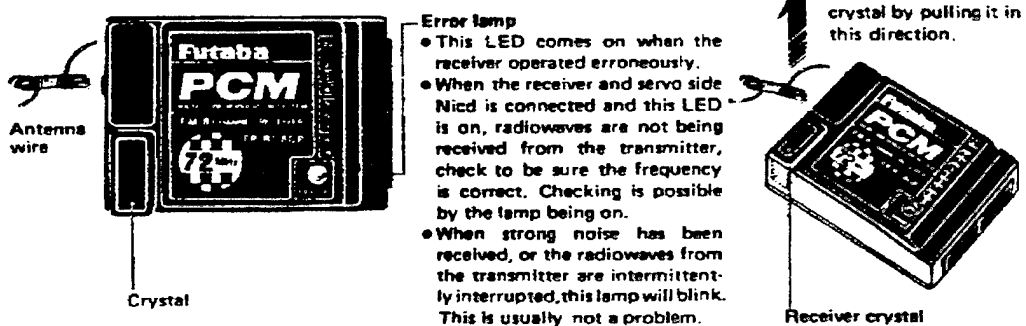 Error lamp
● This LED comes on when the
receiver operated erroneously.
● When the receiver and servo side
Nicd is connected and this LED
is on, radiowaves are not being
received from the transmitter,
check to be sure the frequency
is correct. Checking is possible
by the lamp being on.
● When strong noise has been
received, or the radiowaves from
the transmitter are intermittent-
ly interrupted, this lamp will blink.
This is usually not a problem.
Futaba
PCM
72 MHz
Antenna
wire
Crystal
crystal by pulling it in
this direction.
Futaba
PCM
72
Receiver crystal